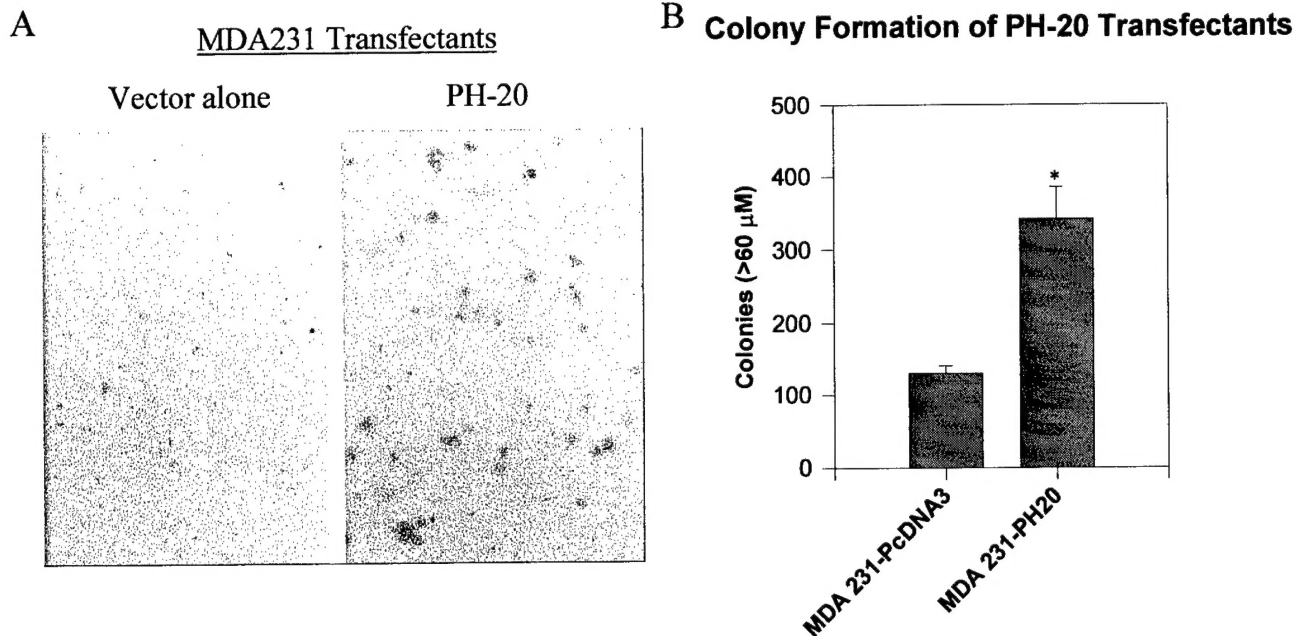 A
MDA231 Transfectants
Vector alone
PH-20
B
Colony Formation of PH-20 Transfectants
Colonies (>60 μM)
500
400
300
200
100
0
*
MDA 231-PcDNA3
MDA 231-PH20